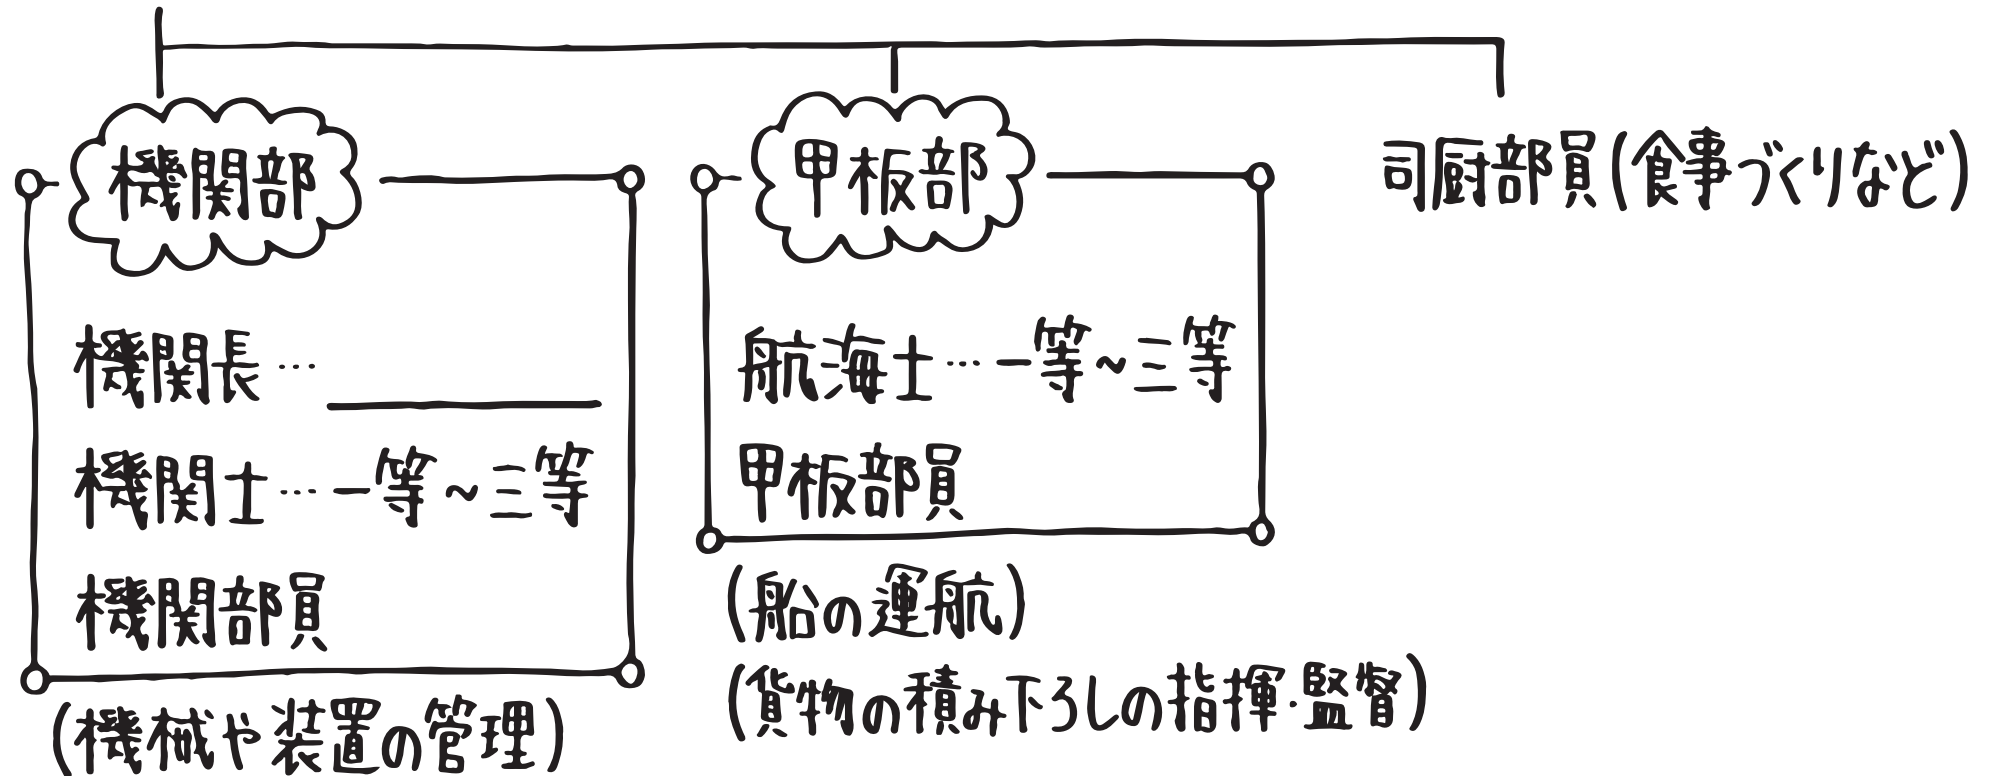 機関部
機関長…
機関士…一等~三等
機関部員
(機械や装置の管理)
甲板部
航海士…一等~三等
甲板部員
(船の運航)
(貨物の積み下ろしの指揮・監督)
司厨部員(食事づくりなど)